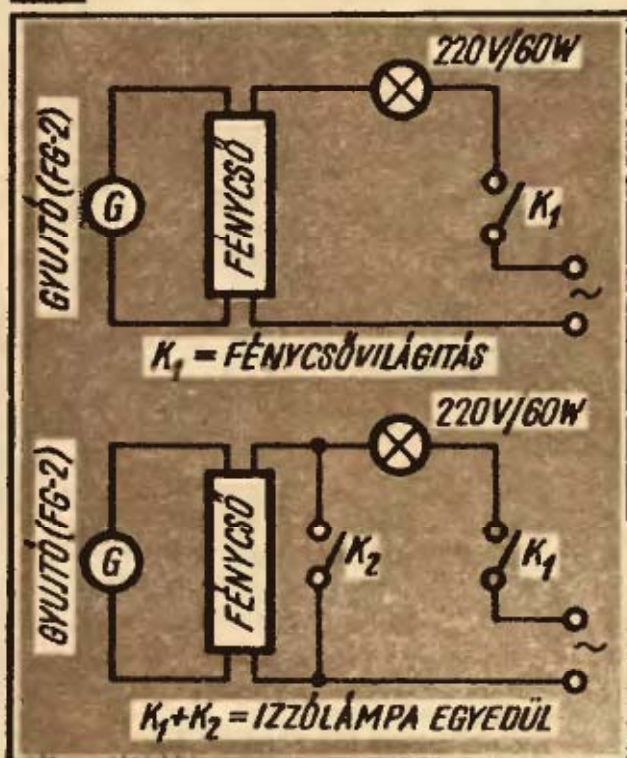 220V/60W
GYUJTÓ (FG-2)
G
FÉNYCSŐ
K1
~
K1 = FÉNYCSŐVILÁGITÁS
220V/60W
GYUJTÓ (FG-2)
G
FÉNYCSŐ
K2
K1
~
K1+K2 = IZZÓLÁMPA EGYEDÜL